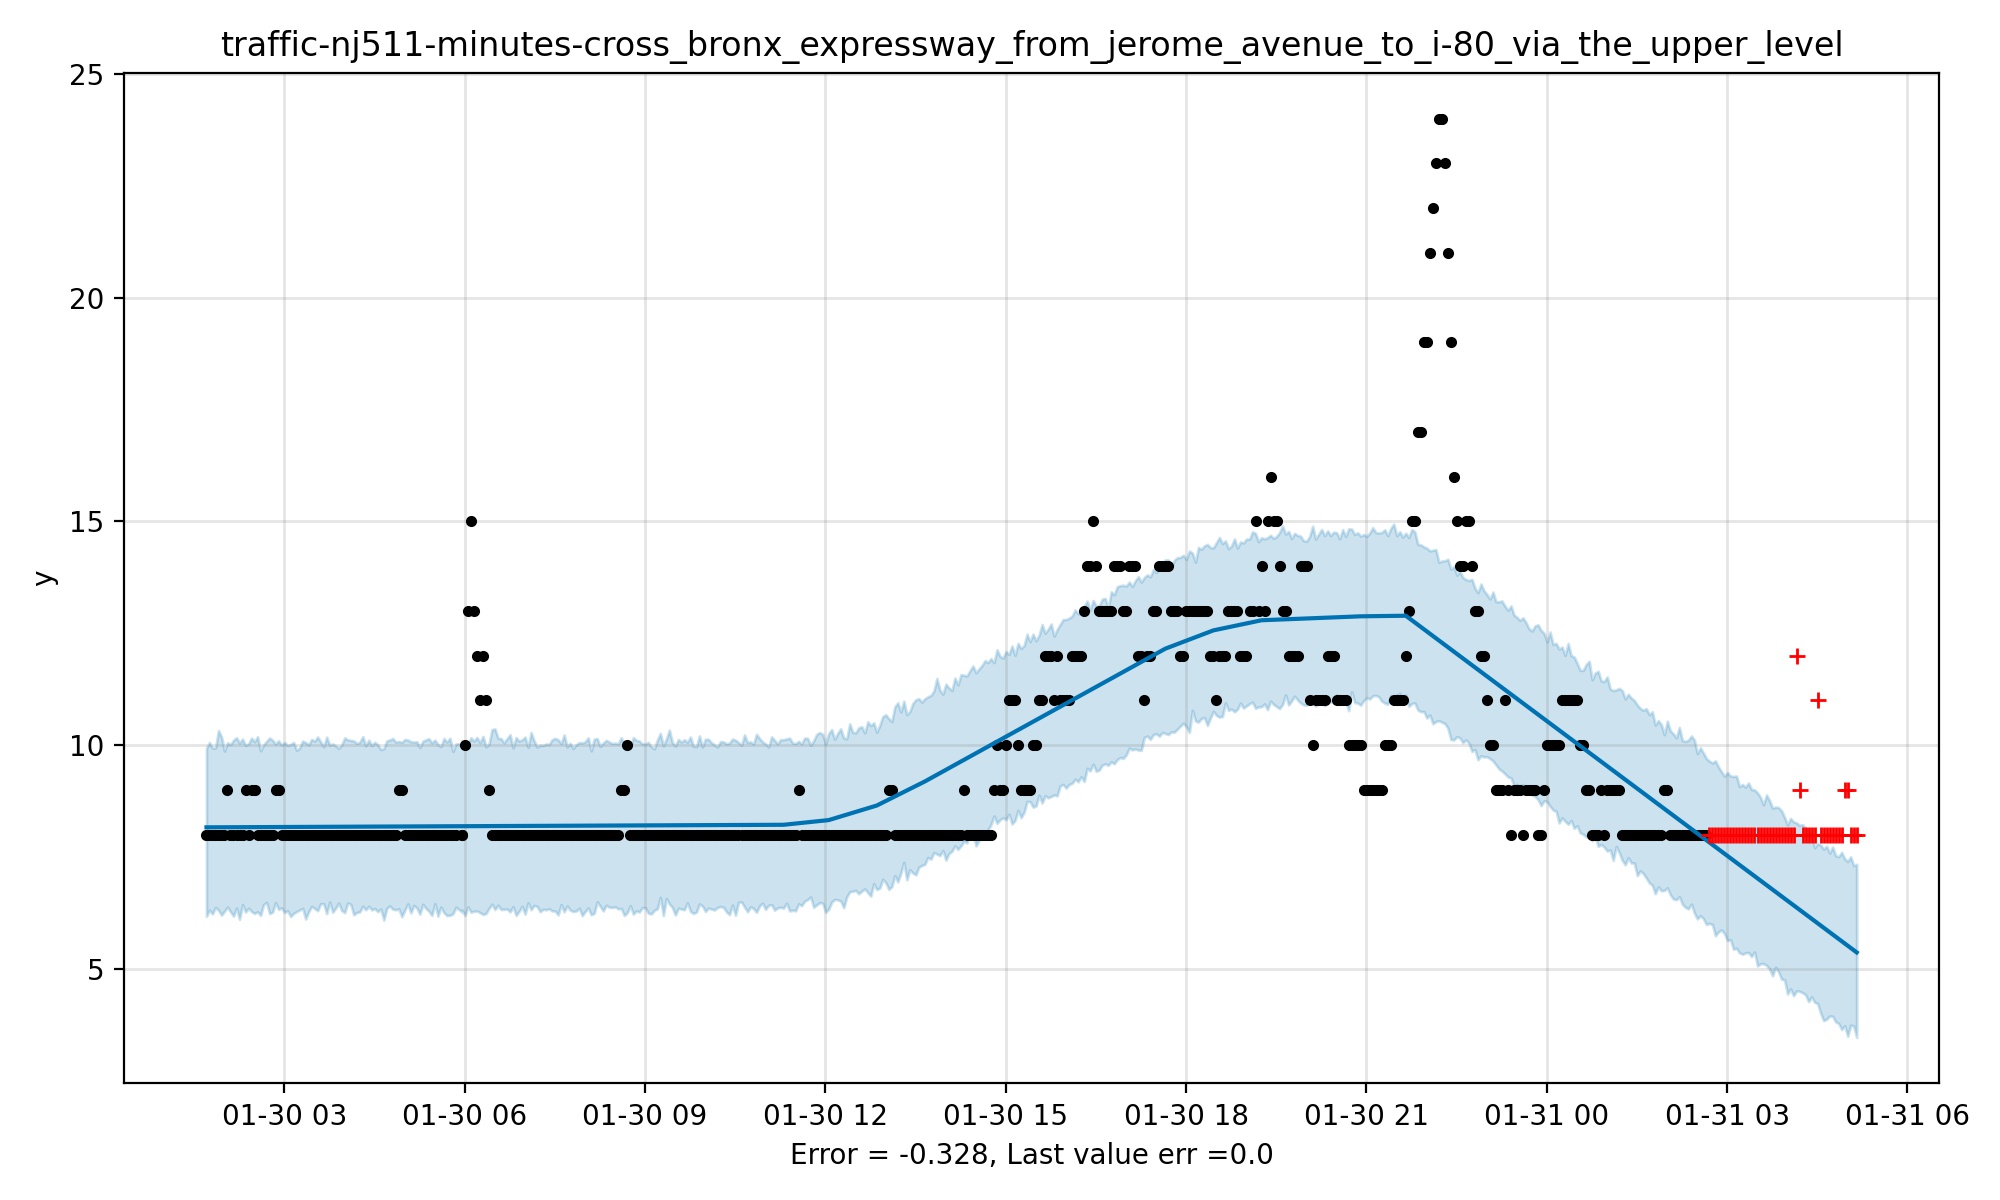 traffic-nj511-minutes-cross_bronx_expressway_from_jerome_avenue_to_i-80_via_the_upper_level
25
20
15
10
5
y
01-30 03 01-30 06 01-30 09 01-30 12 01-30 15 01-30 18 01-30 21 01-31 00 01-31 03 01-31 06
Error = -0.328, Last value err =0.0